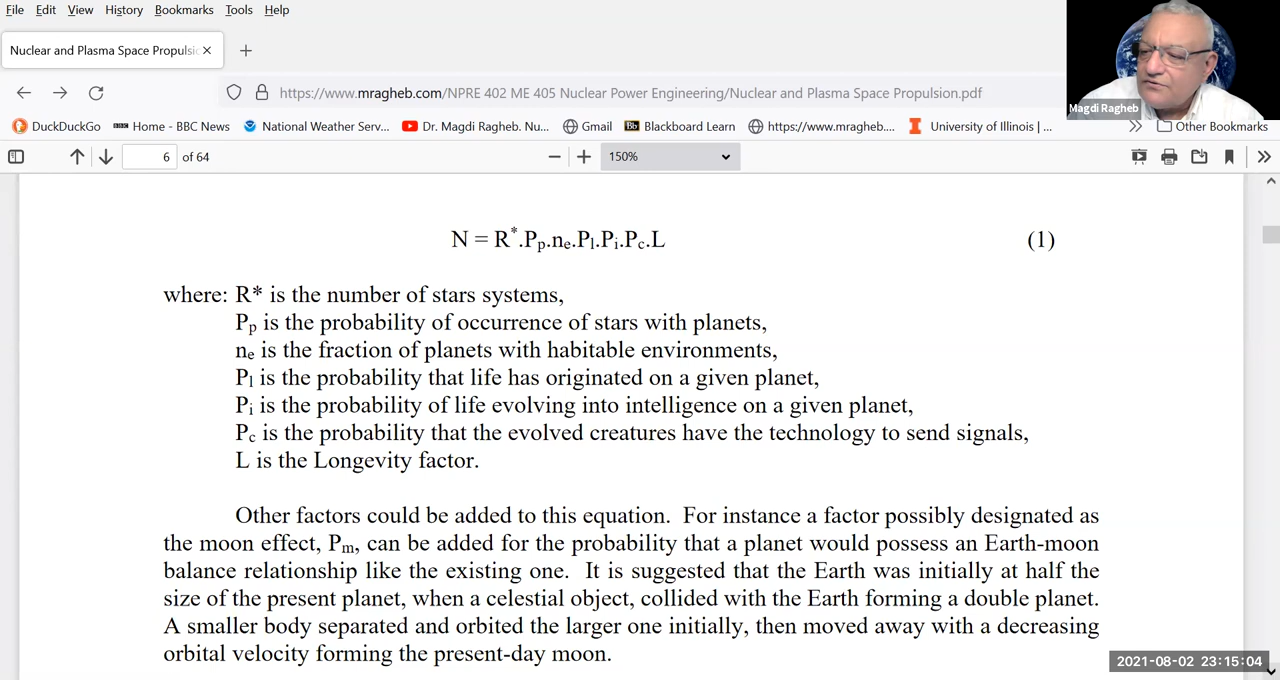 File Edit View History Bookmarks Tools Help
Nuclear and Plasma Space Propulsi
https://www.mragheb.com/NPRE 402 ME 405 Nuclear Power Engineering/Nuclear and Plasma Space Propulsion.pdf
Magdi Ragheb
DuckDuckGo BBC Home - BBC News National Weather Serv... Dr. Magdi Ragheb. Nu... Gmail Bb Blackboard Learn https://www.mragheb.... University of Illinois | ... Other Bookmarks
6 of 64 150%
N = R*.Pp.ne.Pl.Pi.Pc.L (1)
where: R* is the number of stars systems,
Pp is the probability of occurrence of stars with planets,
ne is the fraction of planets with habitable environments,
Pl is the probability that life has originated on a given planet,
Pi is the probability of life evolving into intelligence on a given planet,
Pc is the probability that the evolved creatures have the technology to send signals,
L is the Longevity factor.
Other factors could be added to this equation. For instance a factor possibly designated as
the moon effect, Pm, can be added for the probability that a planet would possess an Earth-moon
balance relationship like the existing one. It is suggested that the Earth was initially at half the
size of the present planet, when a celestial object, collided with the Earth forming a double planet.
A smaller body separated and orbited the larger one initially, then moved away with a decreasing
orbital velocity forming the present-day moon.
2021-08-02 23:15:04